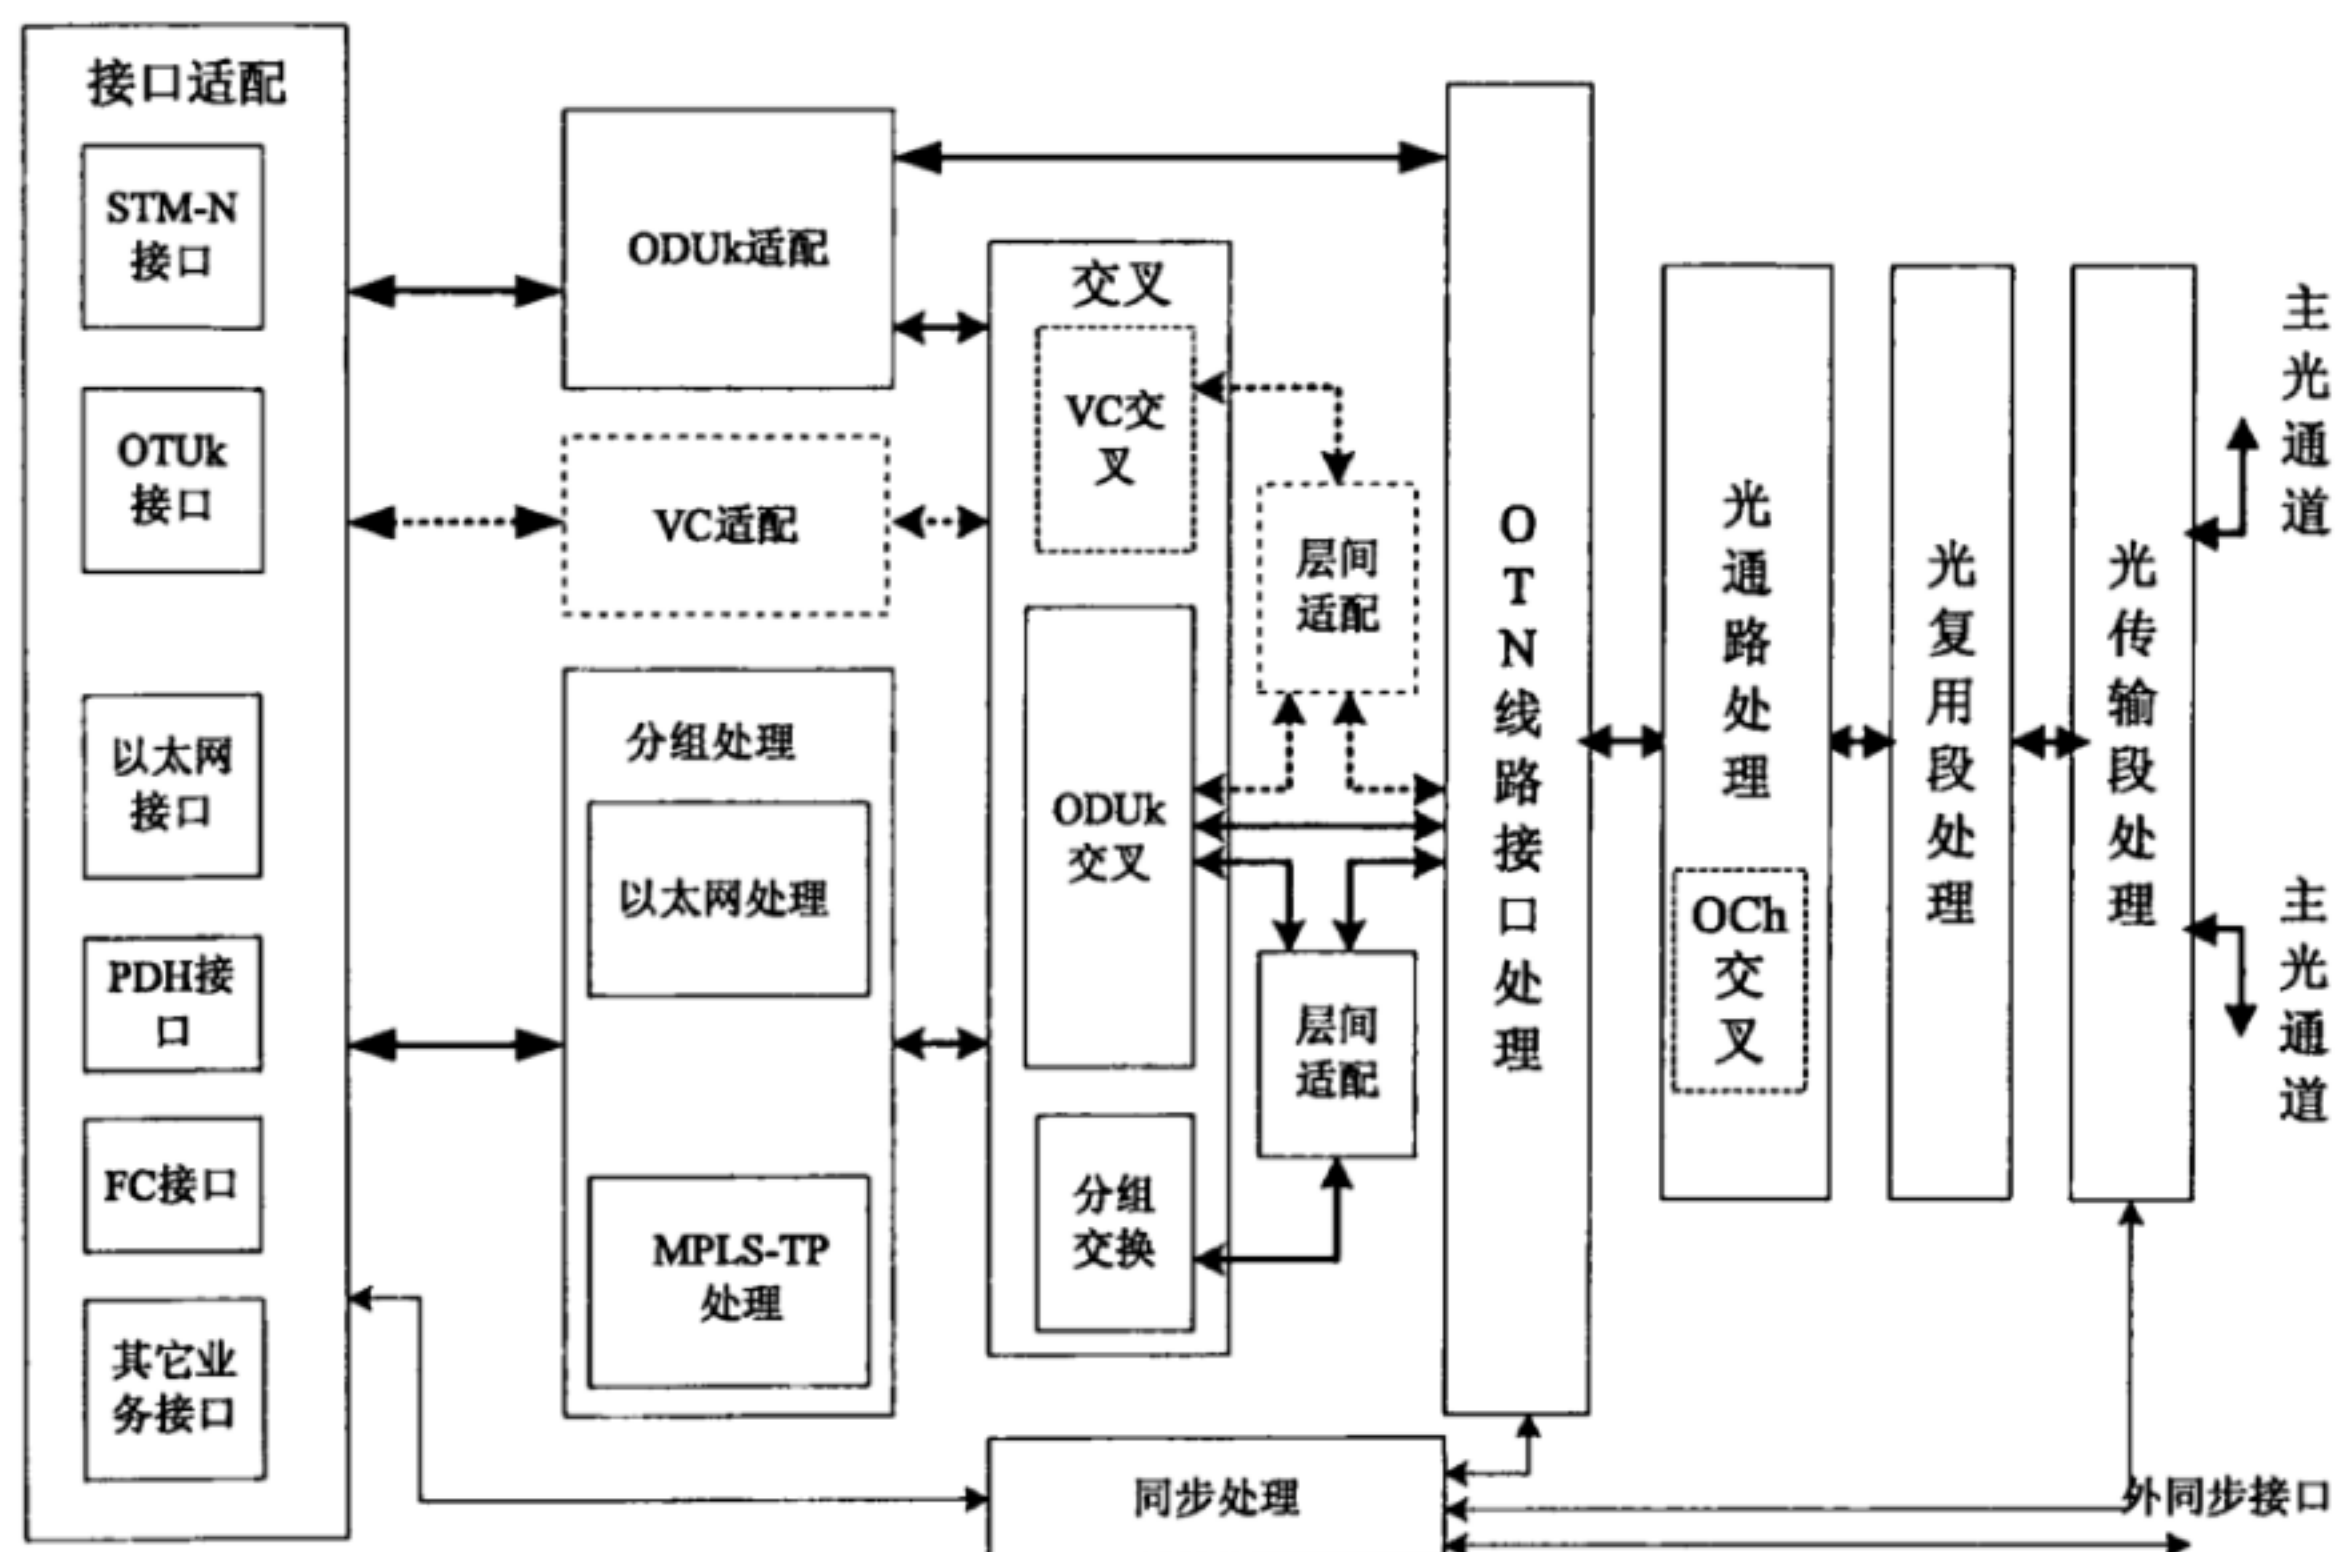 接口适配
STM-N
接口
OTUk
接口
以太网
接口
PDH接
口
FC接口
其它业
务接口
ODUk适配
VC适配
分组处理
以太网处理
MPLS-TP
处理
交叉
VC交
叉
ODUk
交叉
分组
交换
层间
适配
层间
适配
OTN线路接口处理
光通路处理
OCh
交
叉
光复用段处理
光传输段处理
主光通道
主光通道
同步处理
外同步接口